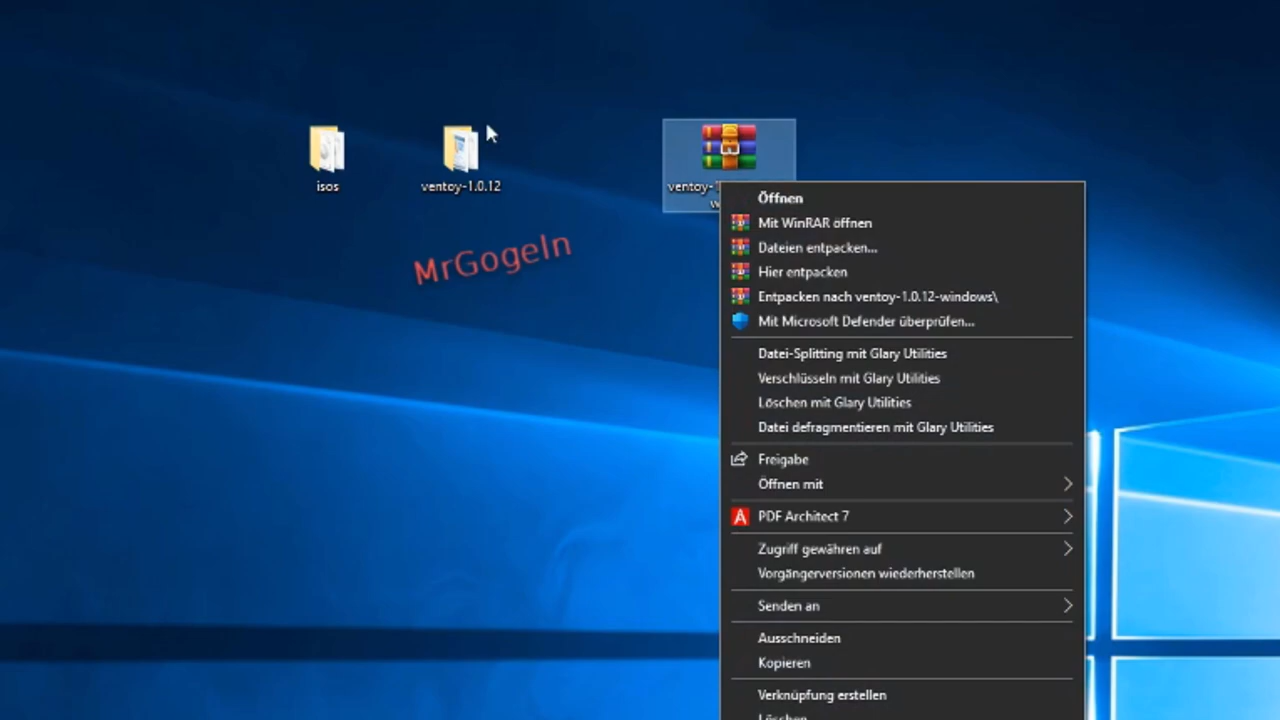 isos
ventoy-1.0.12
ventoy-1
MrGogeln
Öffnen
Mit WinRAR öffnen
Dateien entpacken...
Hier entpacken
Entpacken nach ventoy-1.0.12-windows\
Mit Microsoft Defender überprüfen...
Datei-Splitting mit Glary Utilities
Verschlüsseln mit Glary Utilities
Löschen mit Glary Utilities
Datei defragmentieren mit Glary Utilities
Freigabe
Öffnen mit
PDF Architect 7
Zugriff gewähren auf
Vorgängerversionen wiederherstellen
Senden an
Ausschneiden
Kopieren
Verknüpfung erstellen
Löschen